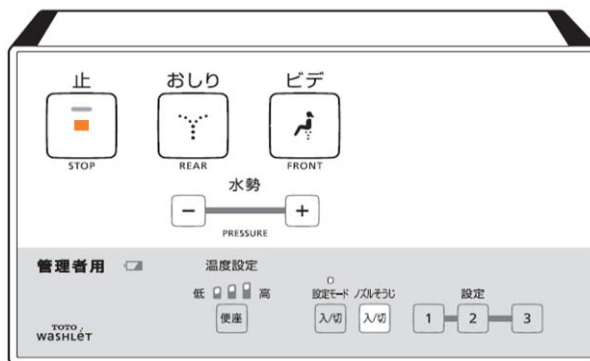 止 おしり ビデ
STOP REAR FRONT
水勢
− +
PRESSURE
管理者用 温度設定
低 高 設定モード ノズルそうじ 設定
便座 入/切 入/切 1 2 3
TOTO
WASHLET